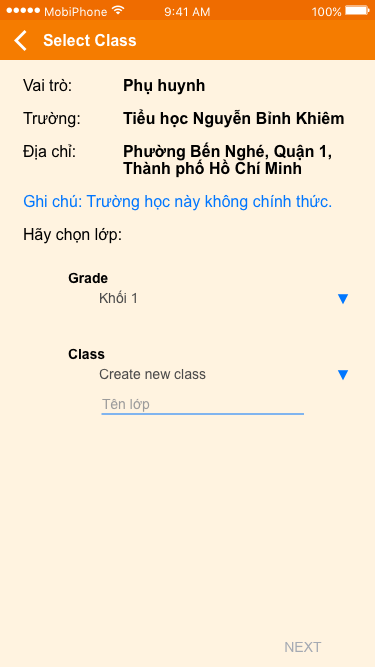 MobiPhone 9:41 AM 100%
Select Class
Vai trò: Phụ huynh
Trường: Tiểu học Nguyễn Bỉnh Khiêm
Địa chỉ: Phường Bến Nghé, Quận 1,
Thành phố Hồ Chí Minh
Ghi chú: Trường học này không chính thức.
Hãy chọn lớp:
Grade
Khối 1
Class
Create new class
Tên lớp
NEXT